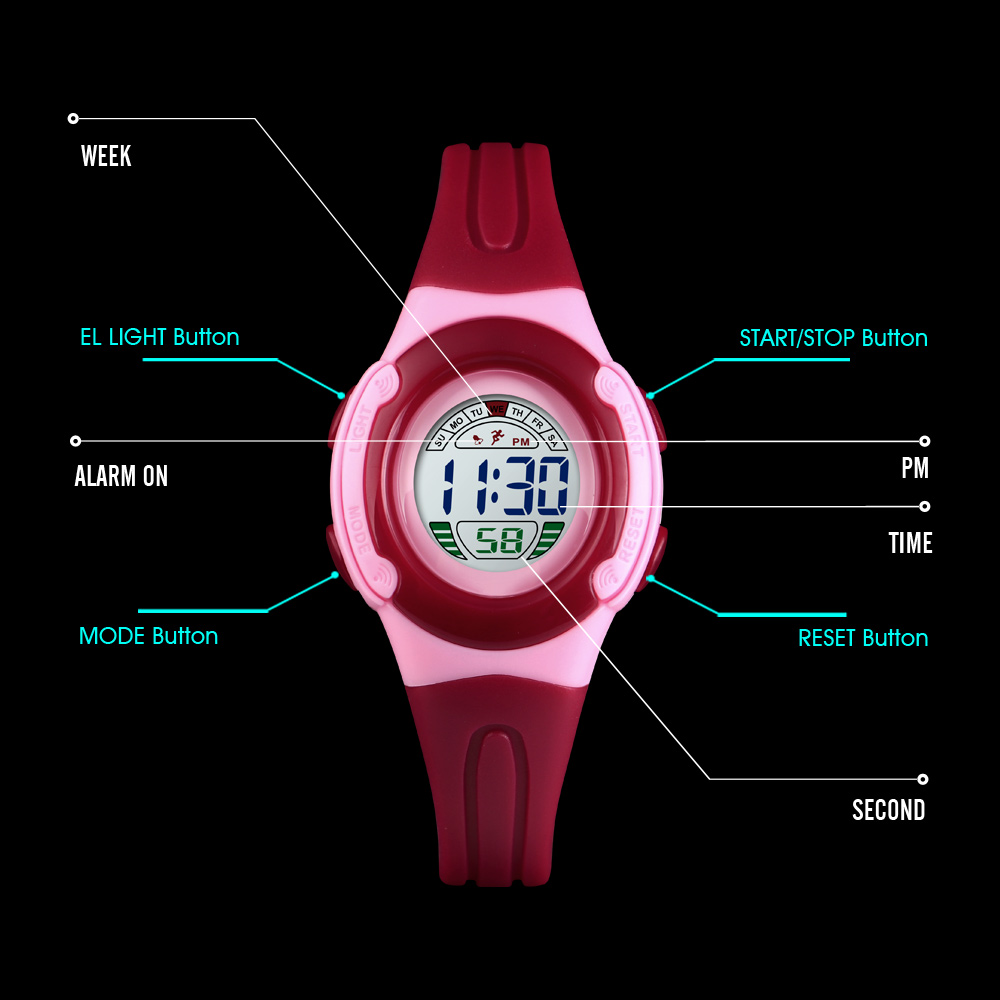 WEEK
EL LIGHT Button
START/STOP Button
LIGHT
START
SU MO TU WE TH FR SA
PM
ALARM ON
PM
11:30
TIME
58
MODE
RESET
MODE Button
RESET Button
SECOND